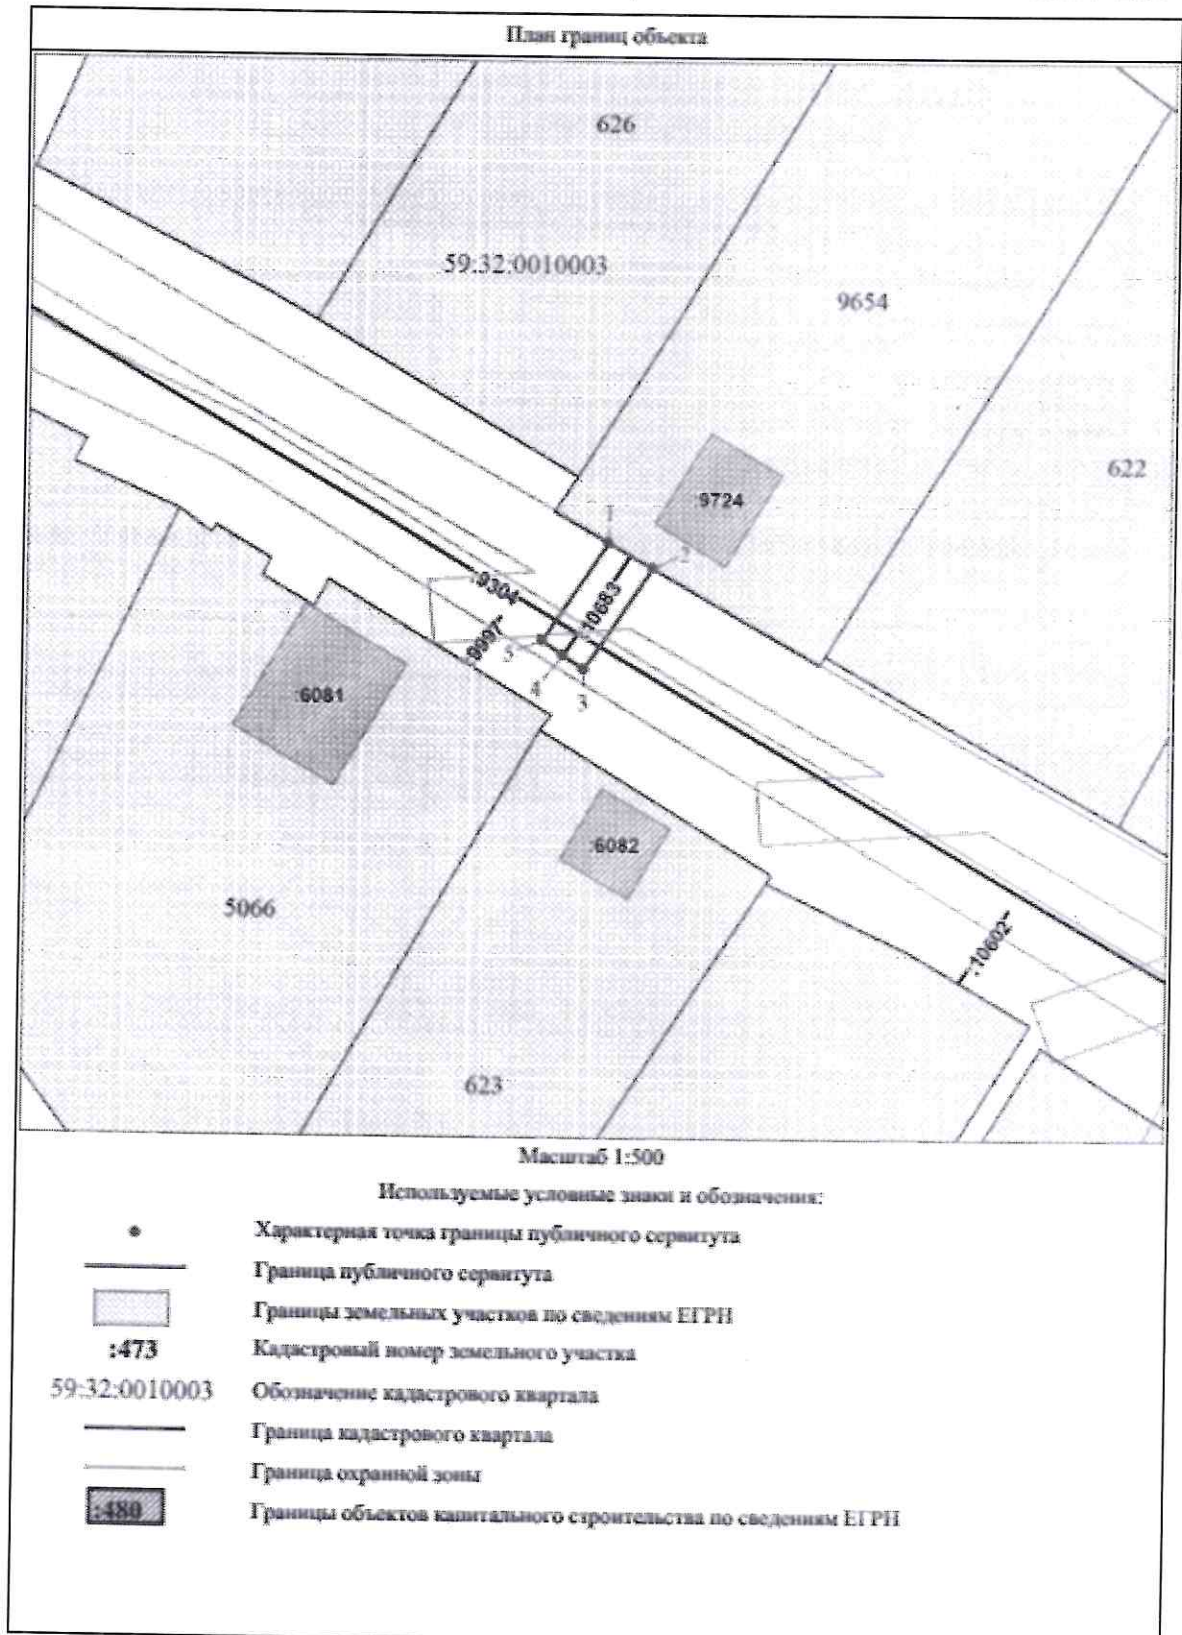 План границ объекта
626
59:32:0010003
9654
622
:9724
1
2
:10683
:9304
:9997
5
4
3
:6081
:6082
5066
:10602
623
Масштаб 1:500
Используемые условные знаки и обозначения:
Характерная точка границы публичного сервитута
Граница публичного сервитута
Границы земельных участков по сведениям ЕГРН
:473 Кадастровый номер земельного участка
59:32:0010003 Обозначение кадастрового квартала
Граница кадастрового квартала
Граница охранной зоны
:480 Границы объектов капитального строительства по сведениям ЕГРН